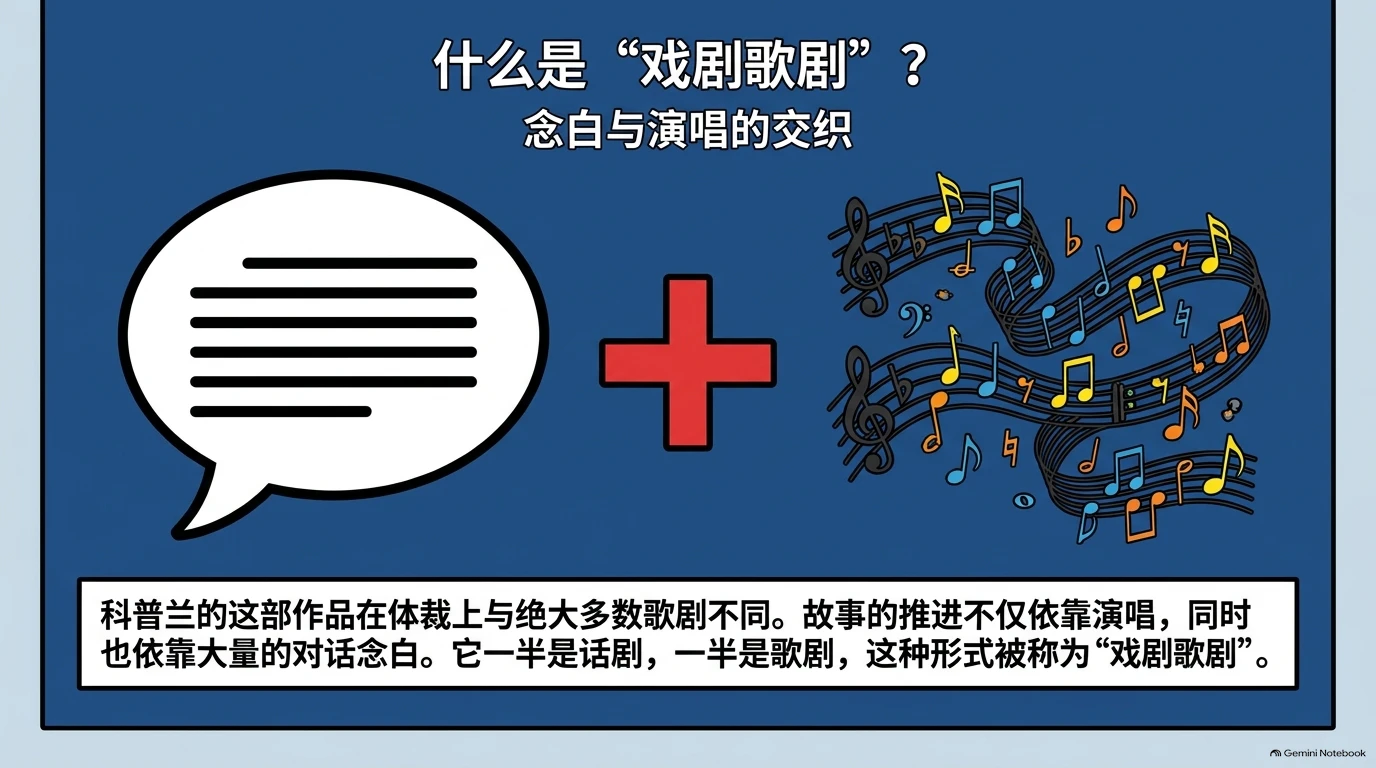 什么是“戏剧歌剧”？
念白与演唱的交织
科普兰的这部作品在体裁上与绝大多数歌剧不同。故事的推进不仅依靠演唱，同时
也依靠大量的对话念白。它一半是话剧，一半是歌剧，这种形式被称为“戏剧歌剧”。
Gemini Notebook